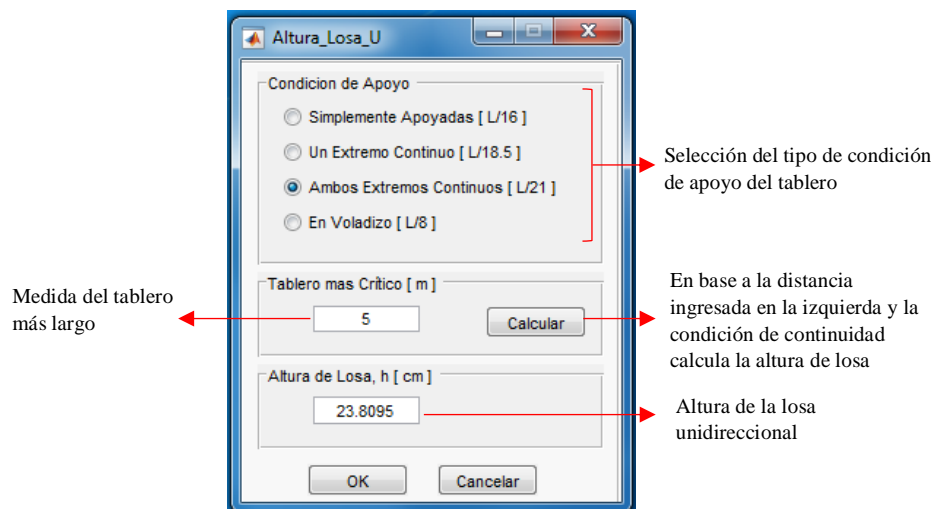 Altura_Losa_U
Condicion de Apoyo
Simplemente Apoyadas [ L/16 ]
Un Extremo Continuo [ L/18.5 ]
Ambos Extremos Continuos [ L/21 ]
En Voladizo [ L/8 ]
Selección del tipo de condición
de apoyo del tablero
Tablero mas Crítico [ m ]
5
Calcular
Medida del tablero
más largo
En base a la distancia
ingresada en la izquierda y la
condición de continuidad
calcula la altura de losa
Altura de Losa, h [ cm ]
23.8095
Altura de la losa
unidireccional
OK
Cancelar